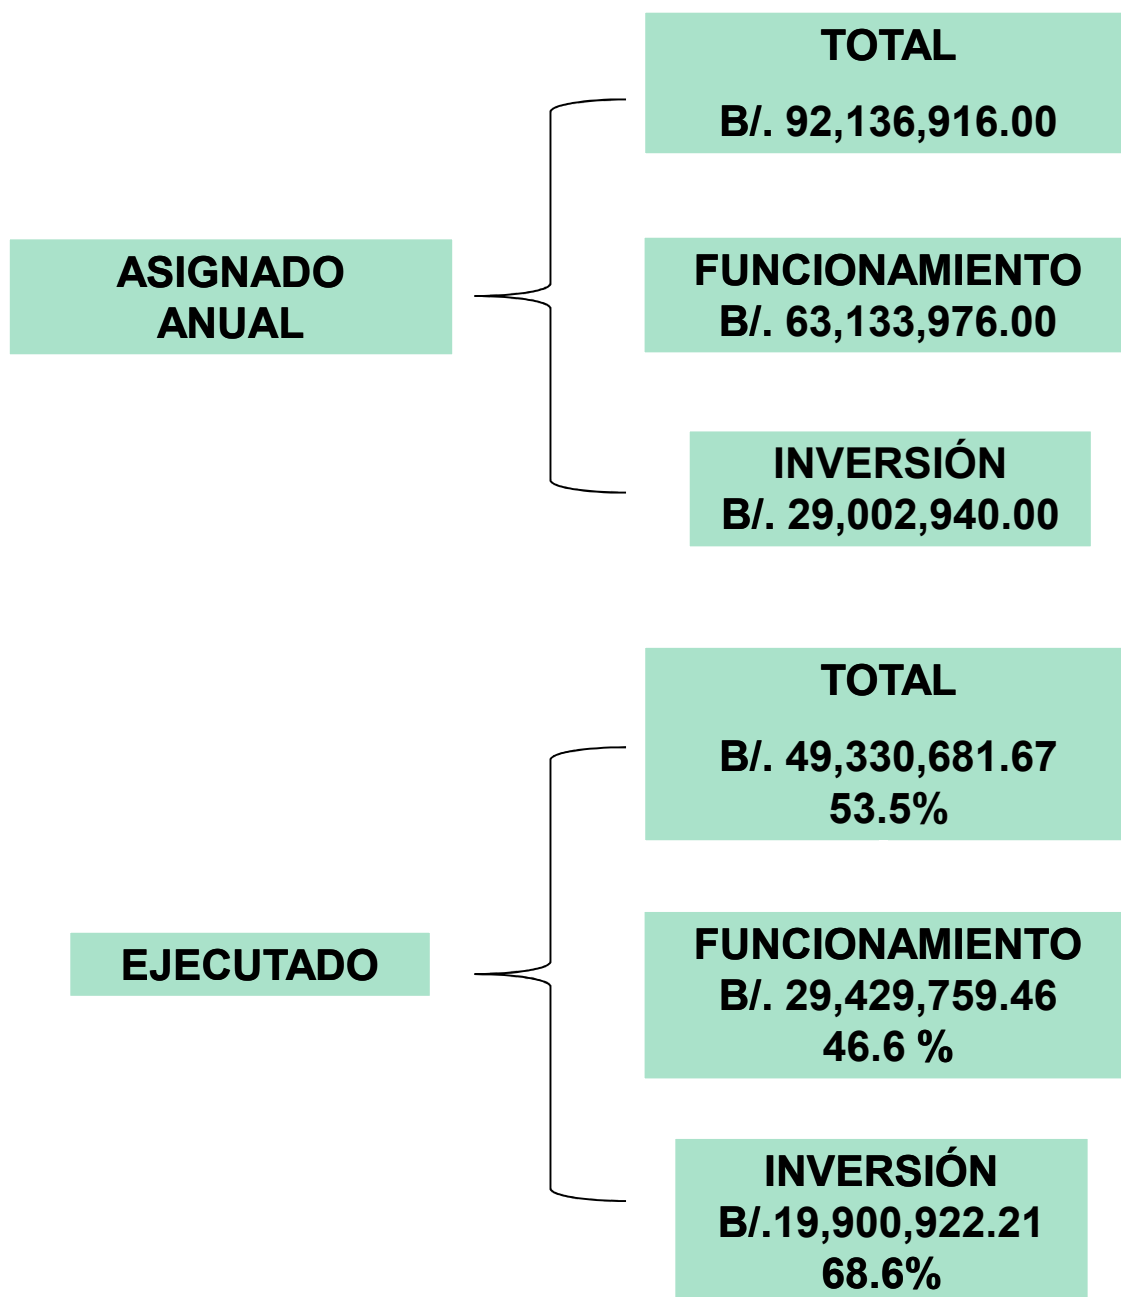 TOTAL
B/. 92,136,916.00
ASIGNADO
ANUAL
FUNCIONAMIENTO
B/. 63,133,976.00
INVERSIÓN
B/. 29,002,940.00
TOTAL
B/. 49,330,681.67
53.5%
EJECUTADO
FUNCIONAMIENTO
B/. 29,429,759.46
46.6 %
INVERSIÓN
B/.19,900,922.21
68.6%